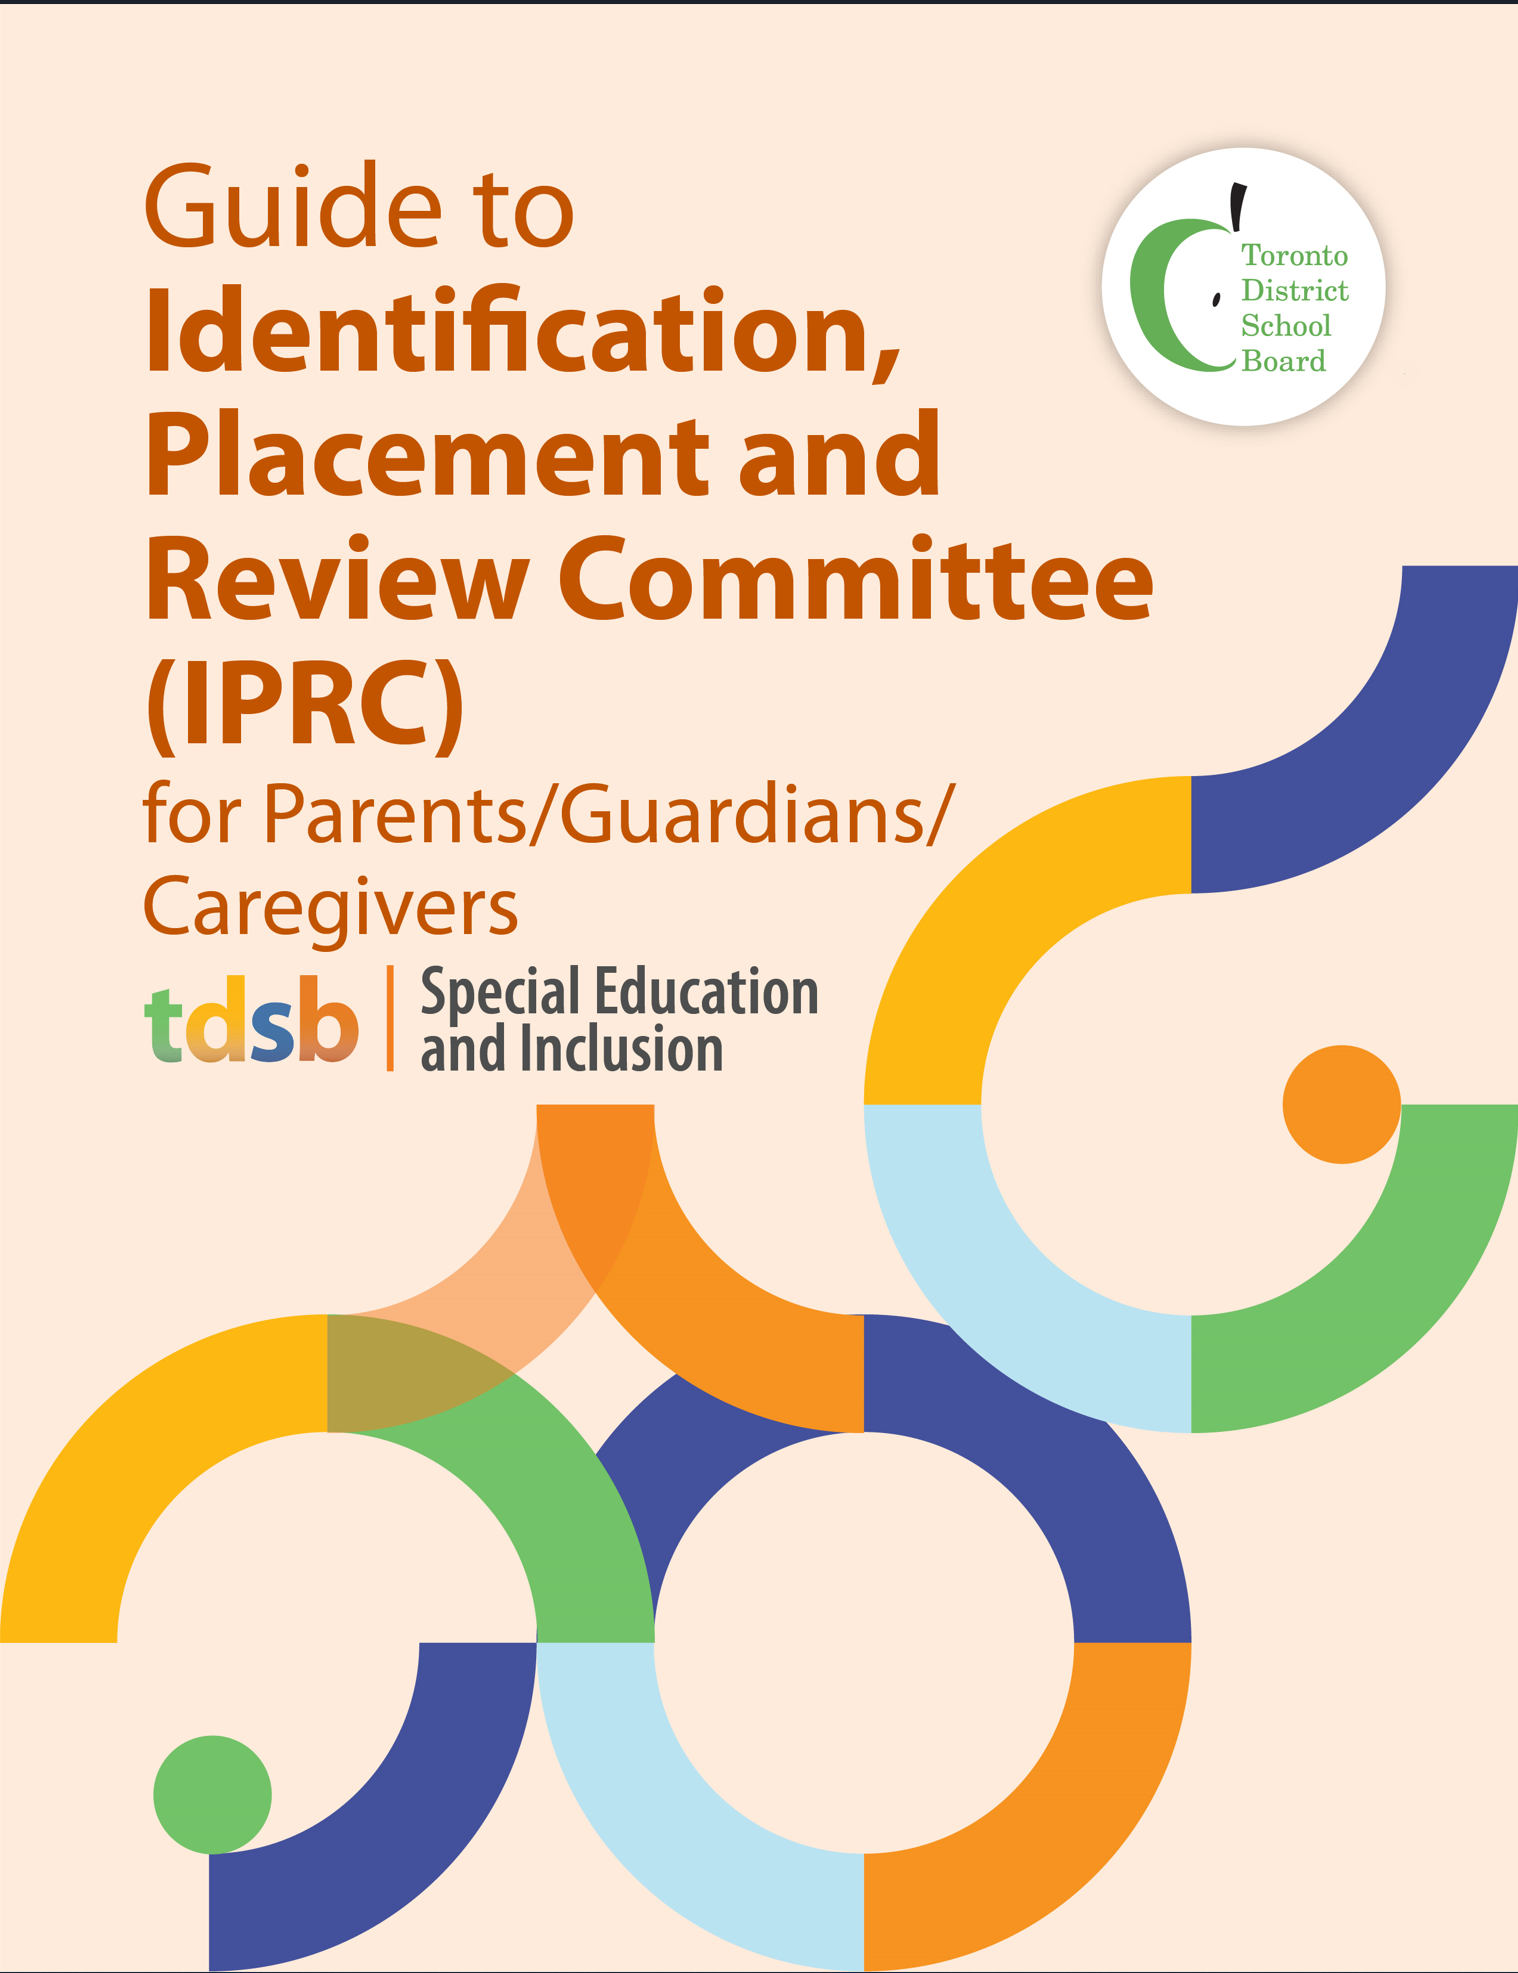 Guide to
Identification,
Placement and
Review Committee
(IPRC)
for Parents/Guardians/
Caregivers
Toronto
District
School
Board
tdsb
Special Education
and Inclusion